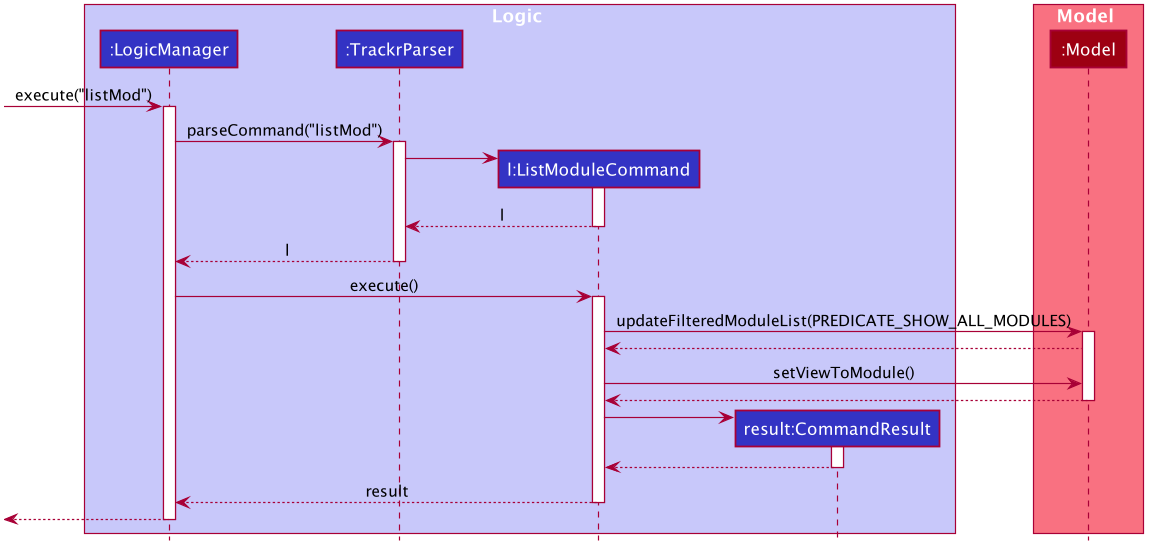 Logic
Model
:LogicManager
:TrackrParser
:Model
execute("listMod")
parseCommand("listMod")
l:ListModuleCommand
l
l
execute()
updateFilteredModuleList(PREDICATE_SHOW_ALL_MODULES)
setViewToModule()
result:CommandResult
result